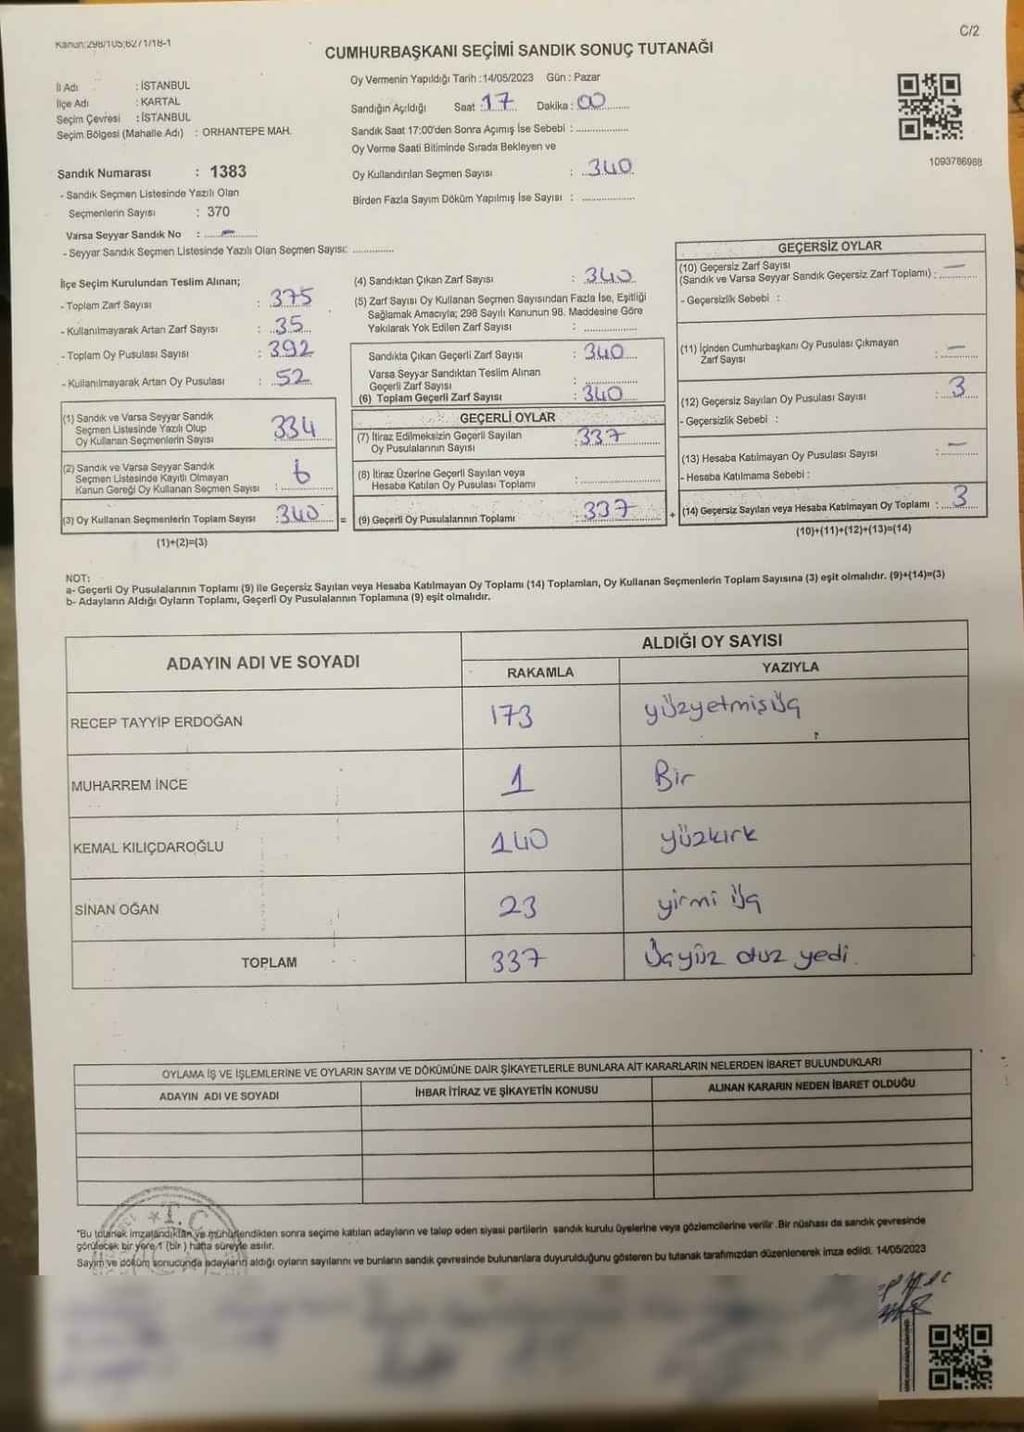 Kanun:298/105;6271/18-1
C/2
CUMHURBAŞKANI SEÇİMİ SANDIK SONUÇ TUTANAĞI
İl Adı : İSTANBUL
İlçe Adı : KARTAL
Seçim Çevresi : İSTANBUL
Seçim Bölgesi (Mahalle Adı) : ORHANTEPE MAH.
Sandık Numarası : 1383
- Sandık Seçmen Listesinde Yazılı Olan
Seçmenlerin Sayısı : 370
Varsa Seyyar Sandık No : -
- Seyyar Sandık Seçmen Listesinde Yazılı Olan Seçmen Sayısı: ..............
Oy Vermenin Yapıldığı Tarih :14/05/2023 Gün : Pazar
Sandığın Açıldığı Saat : 17 Dakika : 00
Sandık Saat 17:00'den Sonra Açımış İse Sebebi : ..............
Oy Verme Saati Bitiminde Sırada Bekleyen ve
Oy Kullandırılan Seçmen Sayısı : 340
Birden Fazla Sayım Döküm Yapılmış İse Sayısı : ..............
1093786988
İlçe Seçim Kurulundan Teslim Alınan;
- Toplam Zarf Sayısı : 375
- Kullanılmayarak Artan Zarf Sayısı : 35
- Toplam Oy Pusulası Sayısı : 392
- Kullanılmayarak Artan Oy Pusulası : 52
(1) Sandık ve Varsa Seyyar Sandık
Seçmen Listesinde Yazılı Olup
Oy Kullanan Seçmenlerin Sayısı 334
(2) Sandık ve Varsa Seyyar Sandık
Seçmen Listesinde Kayıtlı Olmayan
Kanun Gereği Oy Kullanan Seçmen Sayısı : 6
(3) Oy Kullanan Seçmenlerin Toplam Sayısı : 340 =
(1)+(2)=(3)
(4) Sandıktan Çıkan Zarf Sayısı : 340
(5) Zarf Sayısı Oy Kullanan Seçmen Sayısından Fazla İse, Eşitliği
Sağlamak Amacıyla; 298 Sayılı Kanunun 98. Maddesine Göre
Yakılarak Yok Edilen Zarf Sayısı : ..............
Sandıkta Çıkan Geçerli Zarf Sayısı : 340
Varsa Seyyar Sandıktan Teslim Alınan
Geçerli Zarf Sayısı : ..............
(6) Toplam Geçerli Zarf Sayısı : 340
GEÇERLİ OYLAR
(7) İtiraz Edilmeksizin Geçerli Sayılan
Oy Pusulalarının Sayısı : 337
(8) İtiraz Üzerine Geçerli Sayılan veya
Hesaba Katılan Oy Pusulası Toplamı : ..............
(9) Geçerli Oy Pusulalarının Toplamı : 337 +
GEÇERSİZ OYLAR
(10) Geçersiz Zarf Sayısı
(Sandık ve Varsa Seyyar Sandık Geçersiz Zarf Toplamı) : -
- Geçersizlik Sebebi :
(11) İçinden Cumhurbaşkanı Oy Pusulası Çıkmayan
Zarf Sayısı : -
(12) Geçersiz Sayılan Oy Pusulası Sayısı : 3
- Geçersizlik Sebebi :
(13) Hesaba Katılmayan Oy Pusulası Sayısı : -
- Hesaba Katılmama Sebebi :
(14) Geçersiz Sayılan veya Hesaba Katılmayan Oy Toplamı : 3
(10)+(11)+(12)+(13)=(14)
NOT:
a- Geçerli Oy Pusulalarının Toplamı (9) ile Geçersiz Sayılan veya Hesaba Katılmayan Oy Toplamı (14) Toplamları, Oy Kullanan Seçmenlerin Toplam Sayısına (3) eşit olmalıdır. (9)+(14)=(3)
b- Adayların Aldığı Oyların Toplamı, Geçerli Oy Pusulalarının Toplamına (9) eşit olmalıdır.
ADAYIN ADI VE SOYADI ALDIĞI OY SAYISI
RAKAMLA YAZIYLA
RECEP TAYYİP ERDOĞAN 173 yüzyetmişüç
MUHARREM İNCE 1 Bir
KEMAL KILIÇDAROĞLU 140 yüzkırk
SİNAN OĞAN 23 yirmi üç
TOPLAM 337 Üçyüz otuz yedi.
OYLAMA İŞ VE İŞLEMLERİNE VE OYLARIN SAYIM VE DÖKÜMÜNE DAİR ŞİKAYETLERLE BUNLARA AİT KARARLARIN NELERDEN İBARET BULUNDUKLARI
ADAYIN ADI VE SOYADI İHBAR İTİRAZ VE ŞİKAYETİN KONUSU ALINAN KARARIN NEDEN İBARET OLDUĞU
T.C
*Bu tutanak imzalandıktan ve mühürlendikten sonra seçime katılan adayların ve talep eden siyasi partilerin sandık kurulu üyelerine veya gözlemcilerine verilir. Bir nüshası da sandık çevresinde
görülecek bir yere 1 (bir) hafta süreyle asılır.
Sayım ve döküm sonucunda adayların aldığı oyların sayılarını ve bunların sandık çevresinde bulunanlara duyurulduğunu gösteren bu tutanak tarafımızdan düzenlenerek imza edildi. 14/05/2023